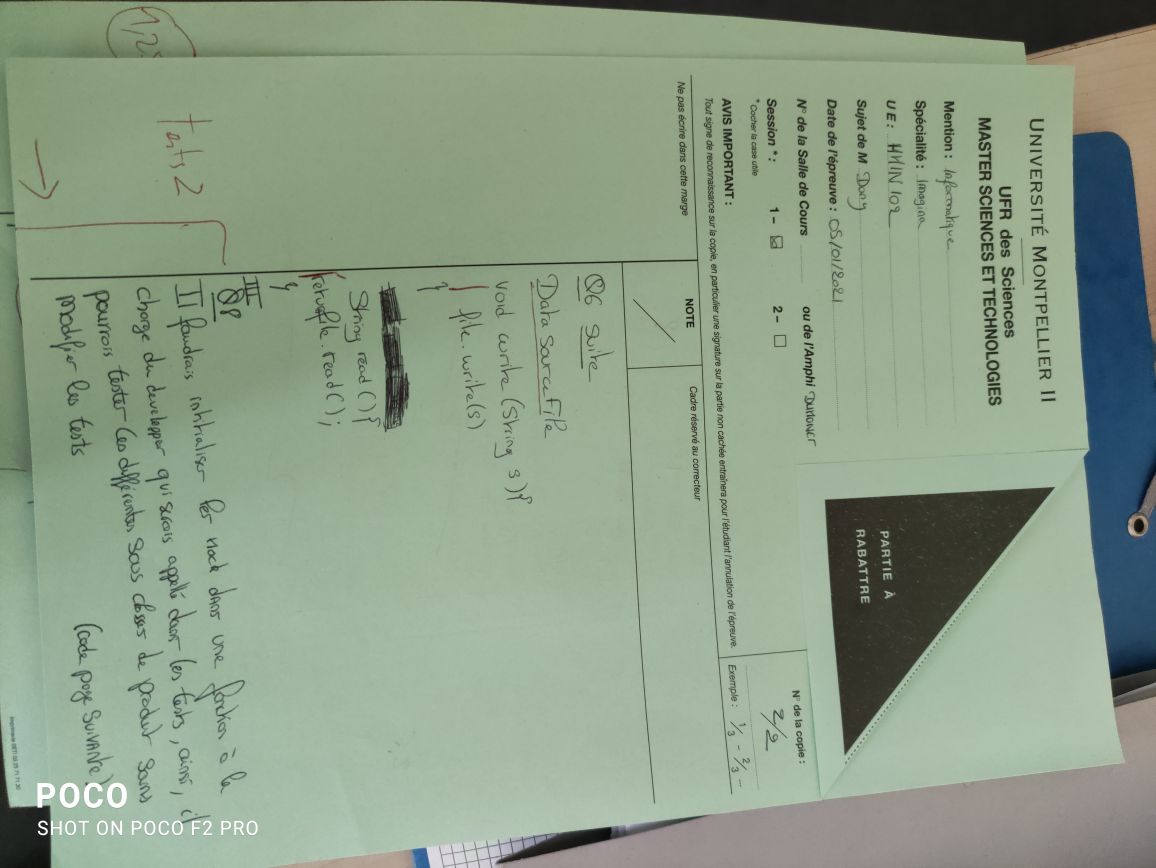 UNIVERSITÉ MONTPELLIER II
UFR des Sciences
MASTER SCIENCES ET TECHNOLOGIES
Mention : Informatique
Spécialité : Imagina
UE : HMIN 102
Sujet de M Dony
Date de l'épreuve : 05/01/2021
N° de la Salle de Cours ou de l'Amphi DUMONET
Session * : 1 – 2 –
* Cocher la case utile
PARTIE À
RABATTRE
N° de la copie :
2/2
Exemple : 1/3 - 2/3 ...
AVIS IMPORTANT :
Tout signe de reconnaissance sur la copie, en particulier une signature sur la partie non cachée entraînera pour l'étudiant l'annulation de l'épreuve.
Ne pas écrire dans cette marge
NOTE
Cadre réservé au correcteur
Q6 suite
DataSourceFile
void write (String s){
file.write(s)
}
String read (){
file.read();
}
III
Q8
Il faudrais inhitialiser les mock dans une fonction à la
charge du developper qui serais appellé dans les tests, ainsi, il
pourrais tester les différentes sous classes de produit sans
modifier les tests
(code page suivante)
tests 2
1,25
POCO
SHOT ON POCO F2 PRO